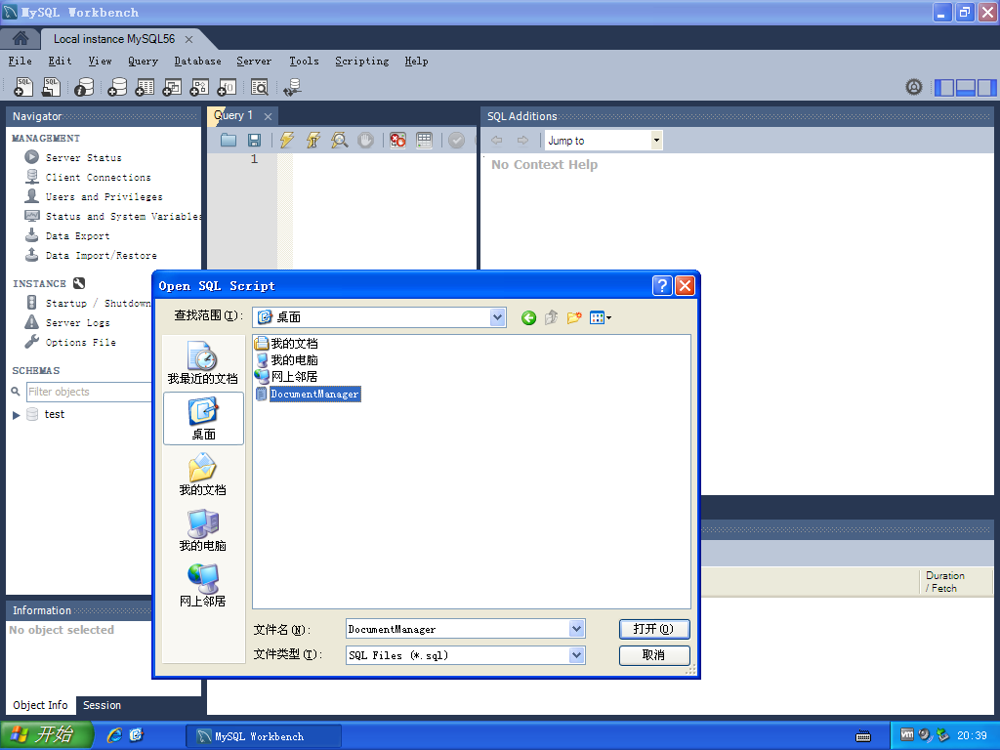 MySQL Workbench
Local instance MySQL56
File Edit View Query Database Server Tools Scripting Help
Navigator
Query 1
SQL Additions
MANAGEMENT
Server Status
Client Connections
Users and Privileges
Status and System Variables
Data Export
Data Import/Restore
1
Jump to
No Context Help
INSTANCE
Startup / Shutdown
Server Logs
Options File
SCHEMAS
Filter objects
test
Open SQL Script
查找范围(I):
桌面
我最近的文档
桌面
我的文档
我的电脑
网上邻居
我的文档
我的电脑
网上邻居
DocumentManager
文件名(N):
DocumentManager
打开(O)
文件类型(T):
SQL Files (*.sql)
取消
Duration
/ Fetch
Information
No object selected
Object Info
Session
开始
MySQL Workbench
20:39